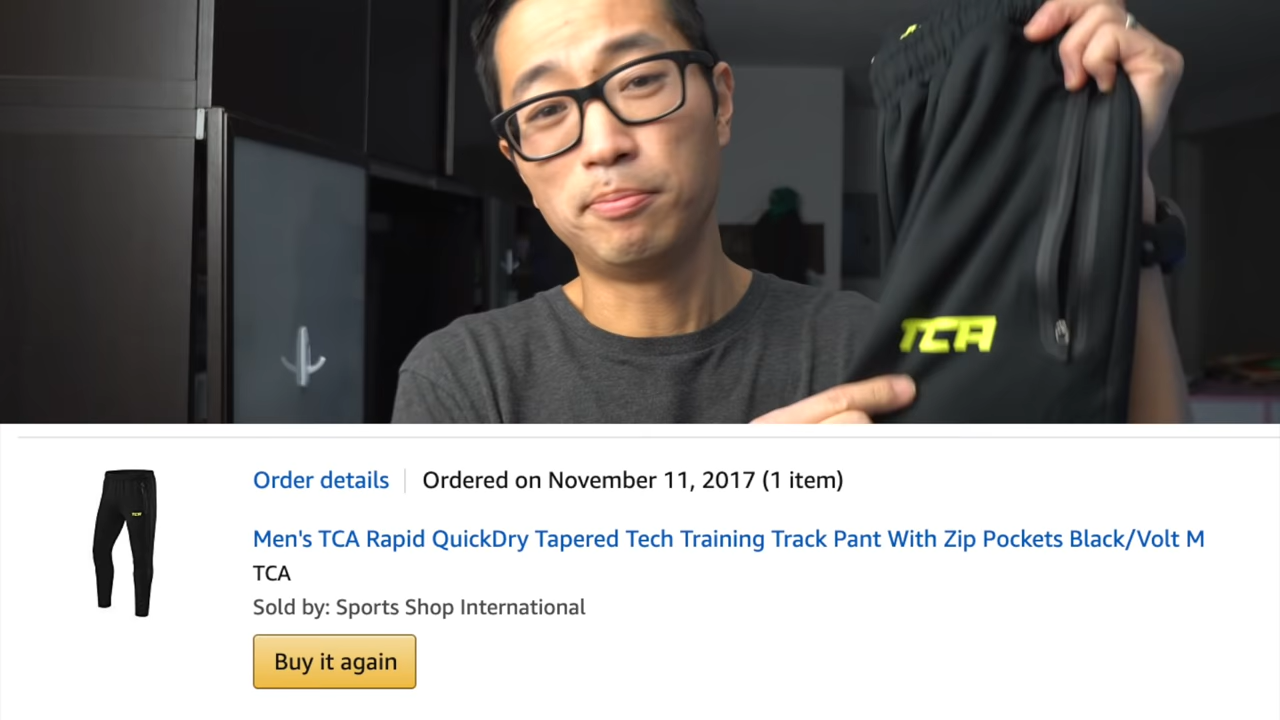 TCA
Order details
Ordered on November 11, 2017 (1 item)
TCA
Men's TCA Rapid QuickDry Tapered Tech Training Track Pant With Zip Pockets Black/Volt M
TCA
Sold by: Sports Shop International
Buy it again